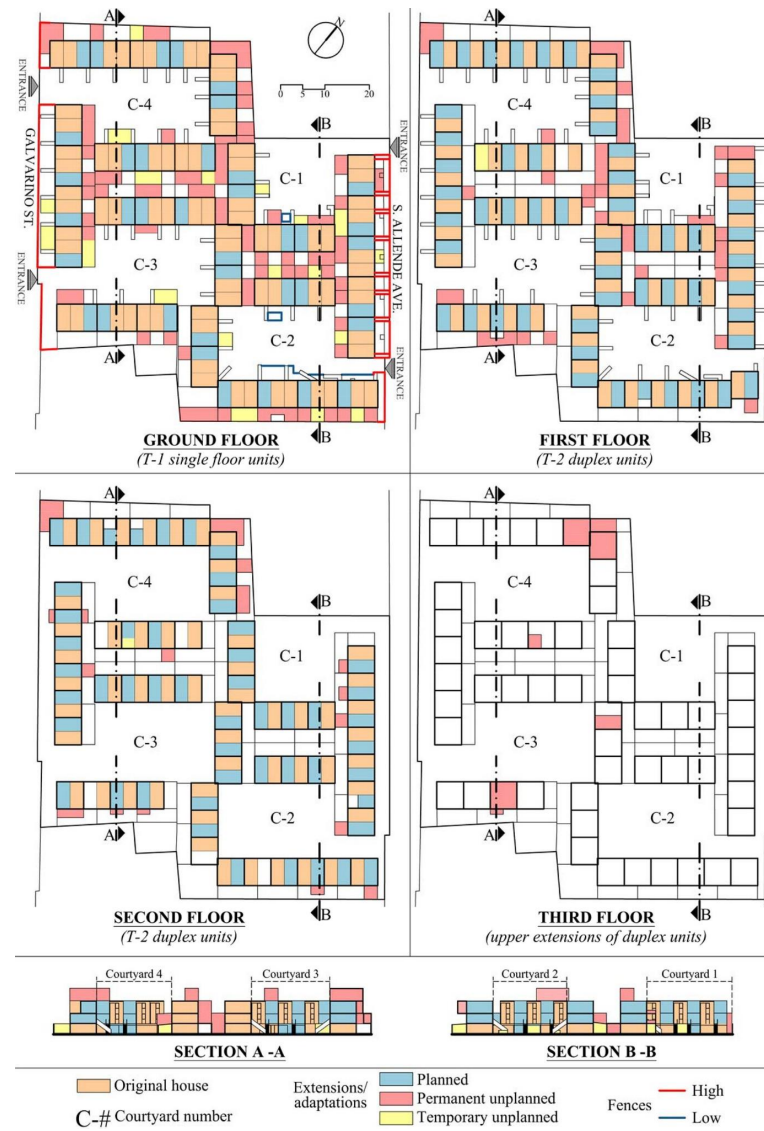 A
A
N
B
ENTRANCE
C-4
0 5 10 20
C-4
B
B
GALVARINO ST.
C-1
ENTRANCE
S. ALLENDE AVE.
C-1
C-3
ENTRANCE
C-3
C-2
C-2
A
ENTRANCE
A
B
B
GROUND FLOOR
(T-1 single floor units)
FIRST FLOOR
(T-2 duplex units)
A
A
C-4
C-4
B
B
C-1
C-1
C-3
C-3
C-2
C-2
A
A
B
B
SECOND FLOOR
(T-2 duplex units)
THIRD FLOOR
(upper extensions of duplex units)
Courtyard 4
Courtyard 3
Courtyard 2
Courtyard 1
SECTION A -A
SECTION B -B
Original house
C-# Courtyard number
Extensions/
adaptations
Planned
Permanent unplanned
Temporary unplanned
Fences
High
Low